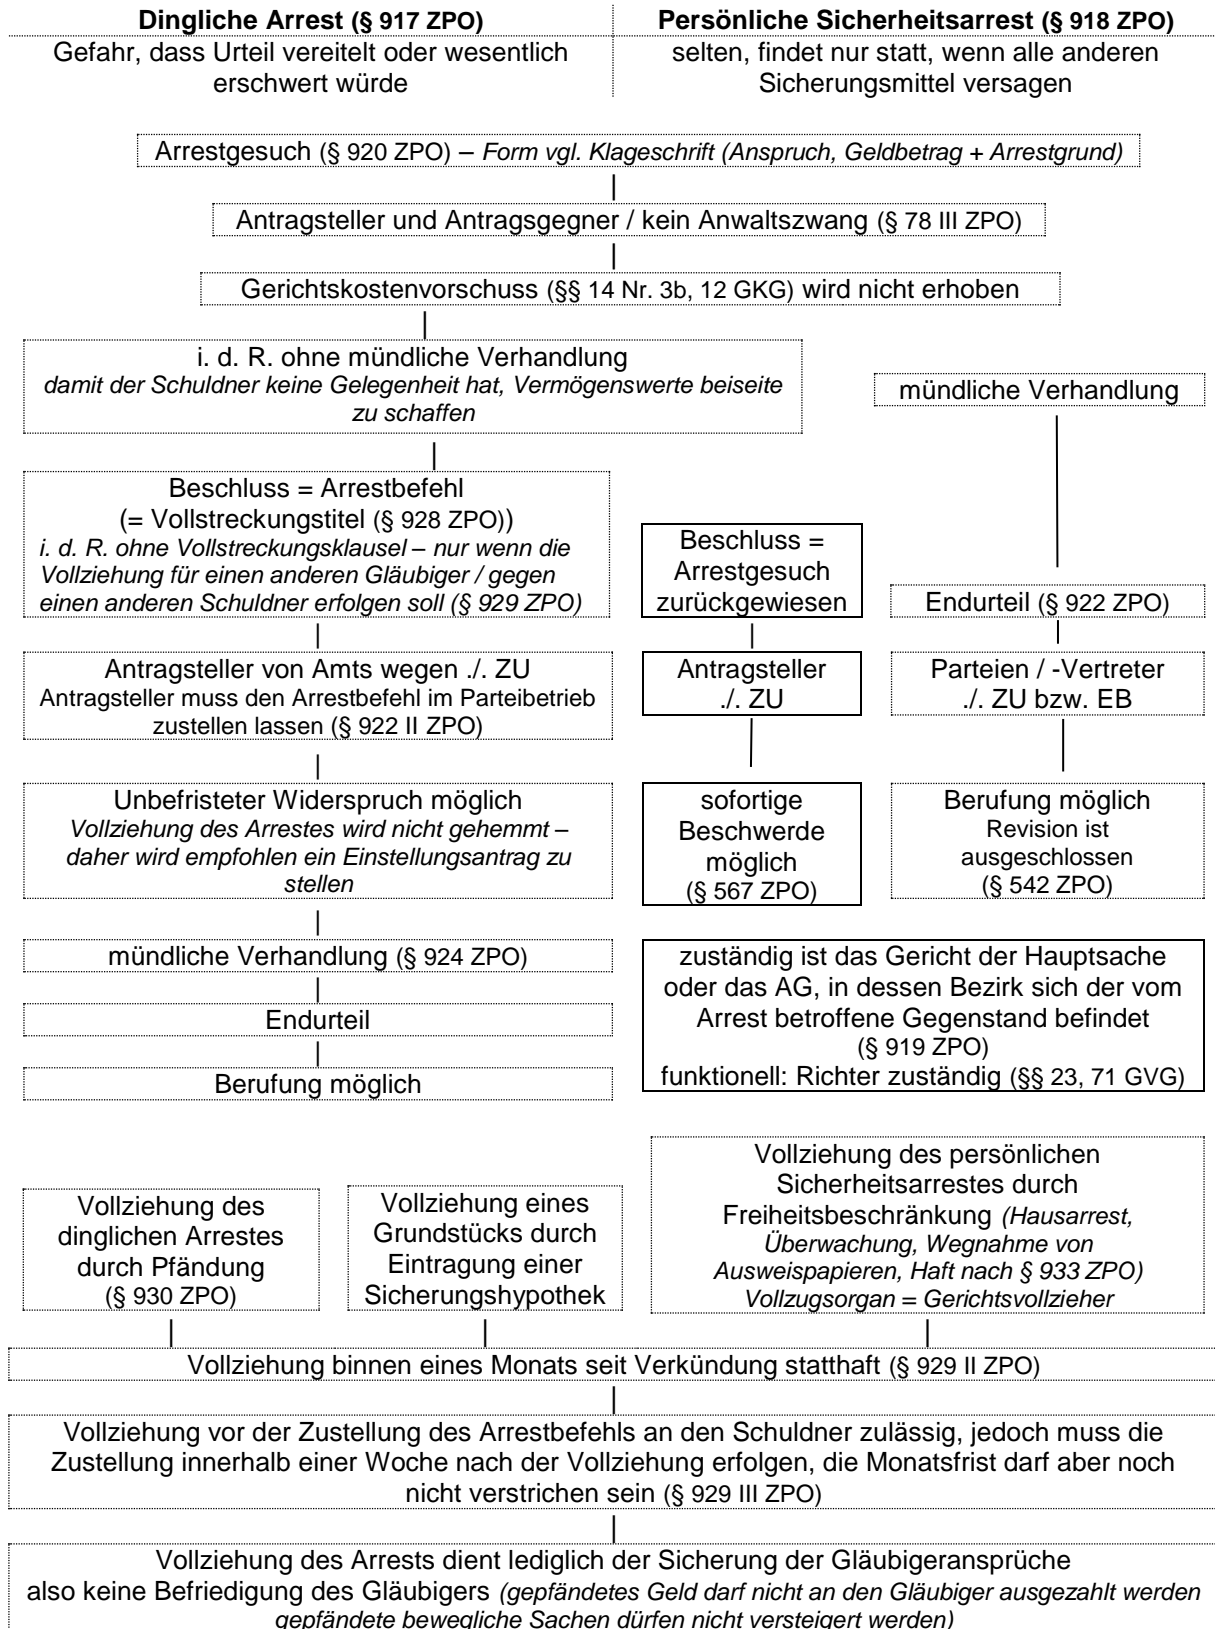 Dingliche Arrest (§ 917 ZPO)
Gefahr, dass Urteil vereitelt oder wesentlich
erschwert würde
Persönliche Sicherheitsarrest (§ 918 ZPO)
selten, findet nur statt, wenn alle anderen
Sicherungsmittel versagen
Arrestgesuch (§ 920 ZPO) – Form vgl. Klageschrift (Anspruch, Geldbetrag + Arrestgrund)
Antragsteller und Antragsgegner / kein Anwaltszwang (§ 78 III ZPO)
Gerichtskostenvorschuss (§§ 14 Nr. 3b, 12 GKG) wird nicht erhoben
i. d. R. ohne mündliche Verhandlung
damit der Schuldner keine Gelegenheit hat, Vermögenswerte beiseite
zu schaffen
mündliche Verhandlung
Beschluss = Arrestbefehl
(= Vollstreckungstitel (§ 928 ZPO))
i. d. R. ohne Vollstreckungsklausel – nur wenn die
Vollziehung für einen anderen Gläubiger / gegen
einen anderen Schuldner erfolgen soll (§ 929 ZPO)
Beschluss =
Arrestgesuch
zurückgewiesen
Endurteil (§ 922 ZPO)
Antragsteller von Amts wegen ./. ZU
Antragsteller muss den Arrestbefehl im Parteibetrieb
zustellen lassen (§ 922 II ZPO)
Antragsteller
./. ZU
Parteien / -Vertreter
./. ZU bzw. EB
Unbefristeter Widerspruch möglich
Vollziehung des Arrestes wird nicht gehemmt –
daher wird empfohlen ein Einstellungsantrag zu
stellen
sofortige
Beschwerde
möglich
(§ 567 ZPO)
Berufung möglich
Revision ist
ausgeschlossen
(§ 542 ZPO)
mündliche Verhandlung (§ 924 ZPO)
Endurteil
Berufung möglich
zuständig ist das Gericht der Hauptsache
oder das AG, in dessen Bezirk sich der vom
Arrest betroffene Gegenstand befindet
(§ 919 ZPO)
funktionell: Richter zuständig (§§ 23, 71 GVG)
Vollziehung des
dinglichen Arrestes
durch Pfändung
(§ 930 ZPO)
Vollziehung eines
Grundstücks durch
Eintragung einer
Sicherungshypothek
Vollziehung des persönlichen
Sicherheitsarrestes durch
Freiheitsbeschränkung (Hausarrest,
Überwachung, Wegnahme von
Ausweispapieren, Haft nach § 933 ZPO)
Vollzugsorgan = Gerichtsvollzieher
Vollziehung binnen eines Monats seit Verkündung statthaft (§ 929 II ZPO)
Vollziehung vor der Zustellung des Arrestbefehls an den Schuldner zulässig, jedoch muss die
Zustellung innerhalb einer Woche nach der Vollziehung erfolgen, die Monatsfrist darf aber noch
nicht verstrichen sein (§ 929 III ZPO)
Vollziehung des Arrests dient lediglich der Sicherung der Gläubigeransprüche
also keine Befriedigung des Gläubigers (gepfändetes Geld darf nicht an den Gläubiger ausgezahlt werden
gepfändete bewegliche Sachen dürfen nicht versteigert werden)